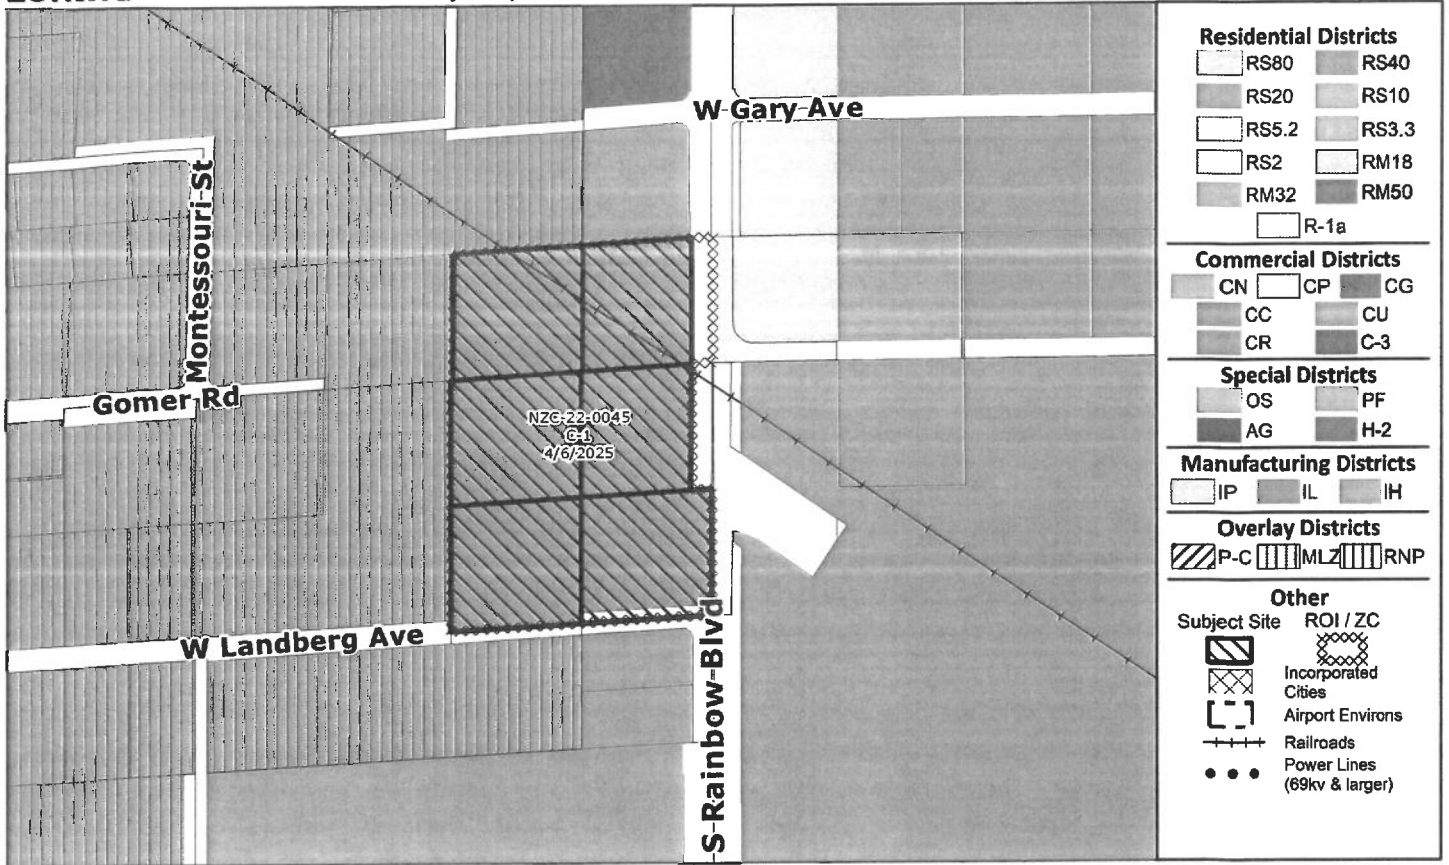 W Gary Ave
Montessouri St
Gomer Rd
NZC-22-0045
C-1
4/6/2025
W Landberg Ave
S Rainbow Blvd
Residential Districts
RS80 RS40
RS20 RS10
RS5.2 RS3.3
RS2 RM18
RM32 RM50
R-1a
Commercial Districts
CN CP CG
CC CU
CR C-3
Special Districts
OS PF
AG H-2
Manufacturing Districts
IP IL IH
Overlay Districts
P-C MLZ RNP
Other
Subject Site ROI / ZC
Incorporated
Cities
Airport Environs
Railroads
Power Lines
(69kv & larger)